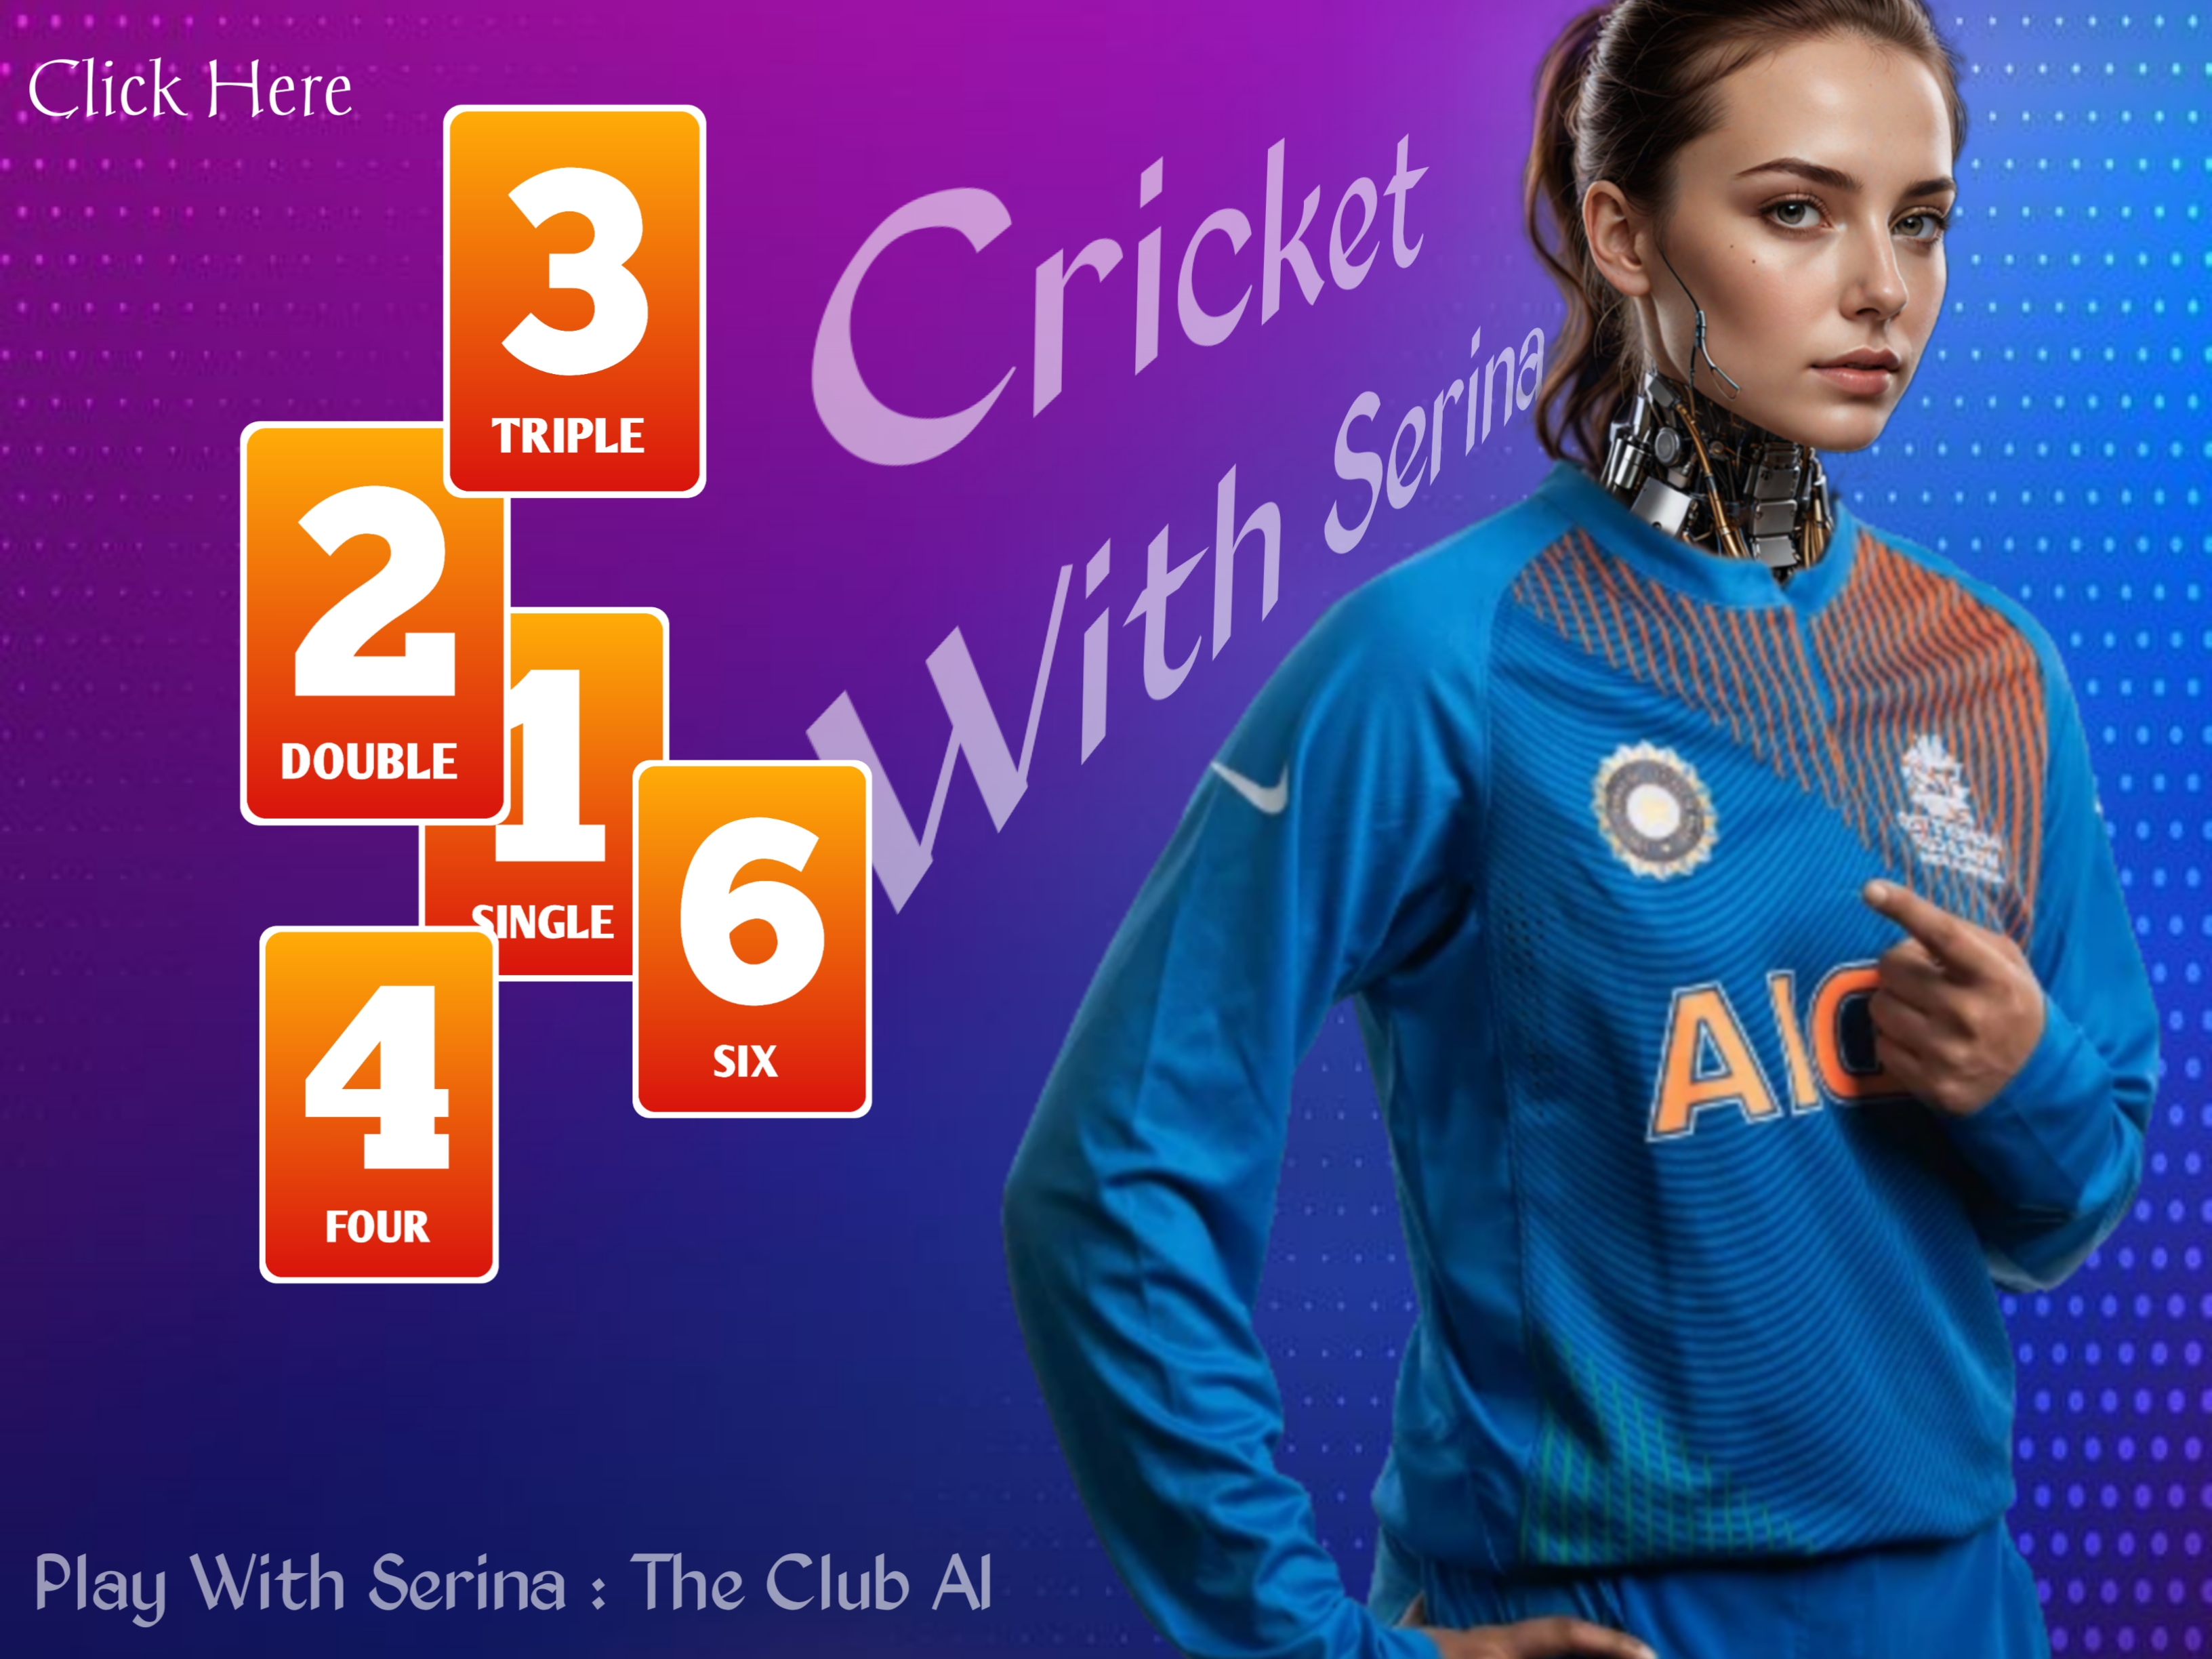 Click Here
3
TRIPLE
2
DOUBLE
1
SINGLE
6
SIX
4
FOUR
Cricket
With Serina
AI
Play With Serina : The Club AI